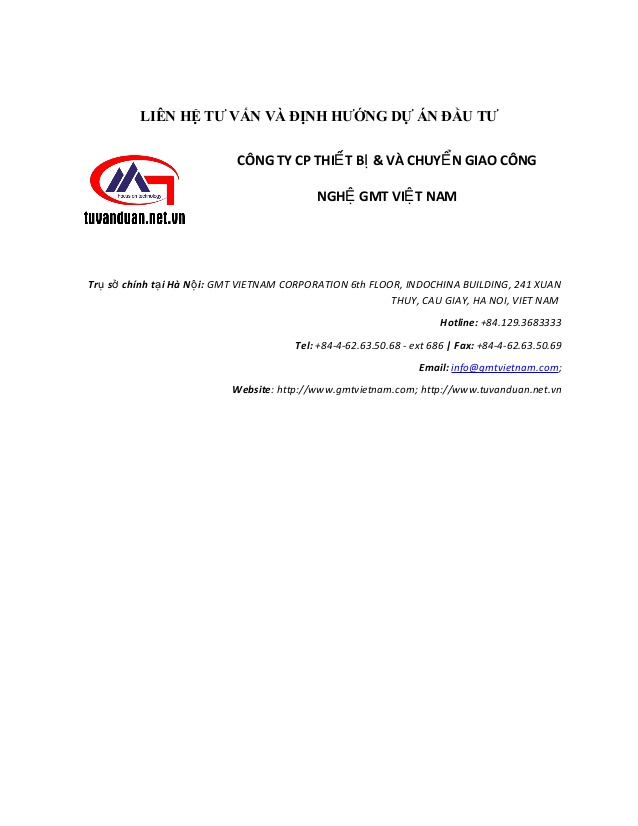 LIÊN HỆ TƯ VẤN VÀ ĐỊNH HƯỚNG DỰ ÁN ĐẦU TƯ
CÔNG TY CP THIẾT BỊ & VÀ CHUYỂN GIAO CÔNG
NGHỆ GMT VIỆT NAM
Focus on technology
tuvanduan.net.vn
Trụ sở chính tại Hà Nội: GMT VIETNAM CORPORATION 6th FLOOR, INDOCHINA BUILDING, 241 XUAN
THUY, CAU GIAY, HA NOI, VIET NAM
Hotline: +84.129.3683333
Tel: +84-4-62.63.50.68 - ext 686 | Fax: +84-4-62.63.50.69
Email: info@gmtvietnam.com;
Website: http://www.gmtvietnam.com; http://www.tuvanduan.net.vn